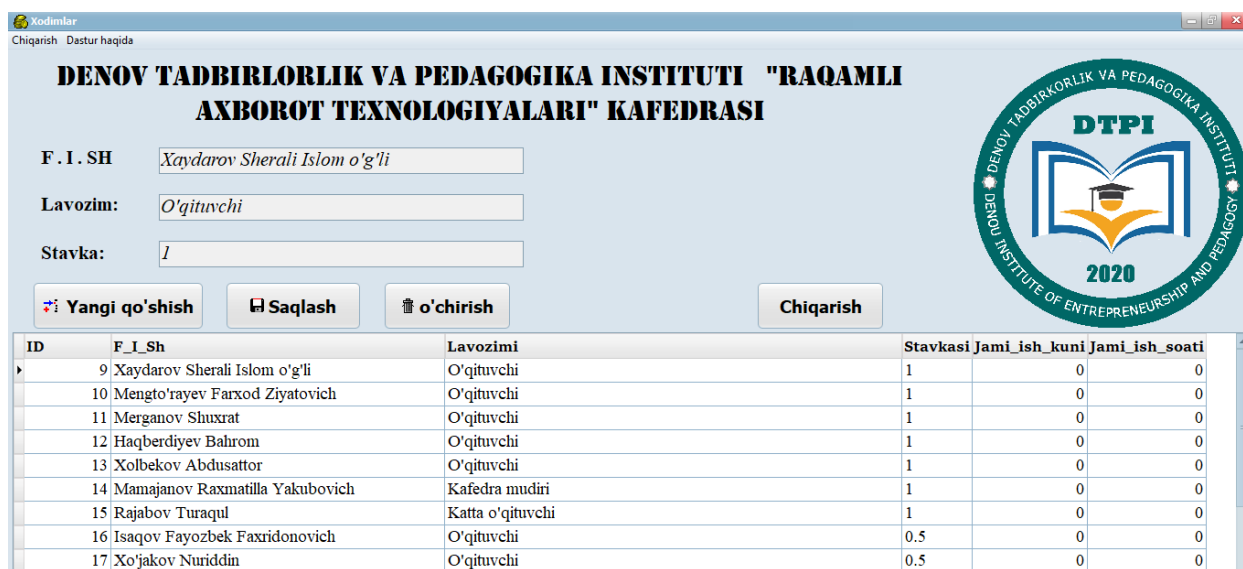 Xodimlar
Chiqarish Dastur haqida
DENOV TADBIRLORLIK VA PEDAGOGIKA INSTITUTI "RAQAMLI
AXBOROT TEXNOLOGIYALARI" KAFEDRASI
F.I.SH Xaydarov Sherali Islom o'g'li
Lavozim: O'qituvchi
Stavka: 1
DENOV TADBIRKORLIK VA PEDAGOGIKA INSTITUTI
DTPI
2020
DENOU INSTITUTE OF ENTREPRENEURSHIP AND PEDAGOGY
Yangi qo'shish Saqlash o'chirish Chiqarish
ID F_I_Sh Lavozimi Stavkasi Jami_ish_kuni Jami_ish_soati
9 Xaydarov Sherali Islom o'g'li O'qituvchi 1 0 0
10 Mengto'rayev Farxod Ziyatovich O'qituvchi 1 0 0
11 Merganov Shuxrat O'qituvchi 1 0 0
12 Haqberdiyev Bahrom O'qituvchi 1 0 0
13 Xolbekov Abdusattor O'qituvchi 1 0 0
14 Mamajanov Raxmatilla Yakubovich Kafedra mudiri 1 0 0
15 Rajabov Turaqul Katta o'qituvchi 1 0 0
16 Isaqov Fayozbek Faxridonovich O'qituvchi 0.5 0 0
17 Xo'jakov Nuriddin O'qituvchi 0.5 0 0